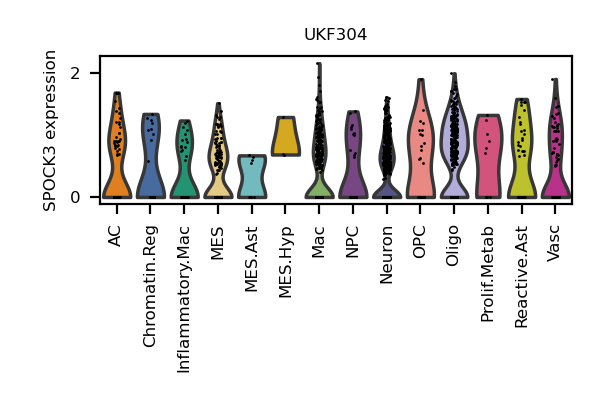 UKF304
SPOCK3 expression
2
0
AC
Chromatin.Reg
Inflammatory.Mac
MES
MES.Ast
MES.Hyp
Mac
NPC
Neuron
OPC
Oligo
Prolif.Metab
Reactive.Ast
Vasc